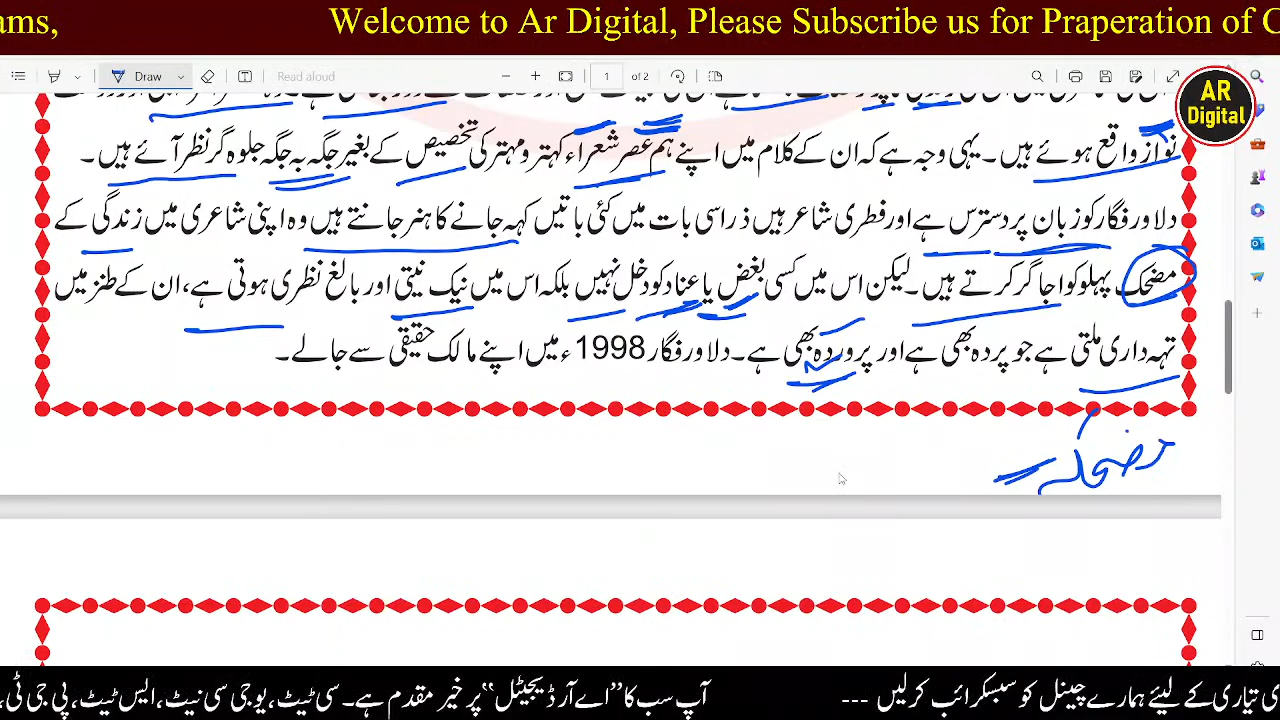 ams, Welcome to Ar Digital, Please Subscribe us for Praperation of C
Draw
Read aloud
1 of 2
AR
Digital
نواز واقع ہوئے ہیں۔ یہی وجہ ہے کہ ان کے کلام میں اپنے ہم عصر شعراء کہتر و مہتر کی تخصیص کے بغیر جگہ بہ جگہ جلوہ گر نظر آئے ہیں۔
دلاور فگار کو زبان پر دسترس ہے اور فطری شاعر ہیں ذرا سی بات میں کئی باتیں کہہ جانے کا ہنر جانتے ہیں وہ اپنی شاعری میں زندگی کے
مضحک پہلو کو اجاگر کرتے ہیں۔ لیکن اس میں کسی بغض یا عناد کو دخل نہیں بلکہ اس میں نیک نیتی اور بالغ نظری ہوتی ہے، ان کے طنز میں
تہہ داری ملتی ہے جو پردہ بھی ہے اور پروردہ بھی ہے۔ دلاور فگار 1998ء میں اپنے مالک حقیقی سے جا لے۔
مضحک
ی تیاری کے لیئے ہمارے چینل کو سبسکرائب کرلیں ---
آپ سب کا ”اے آر ڈیجیٹل“ پر خیر مقدم ہے۔ سی ٹیٹ، یو جی سی نیٹ، ایس ٹیٹ، پی جی ٹی،